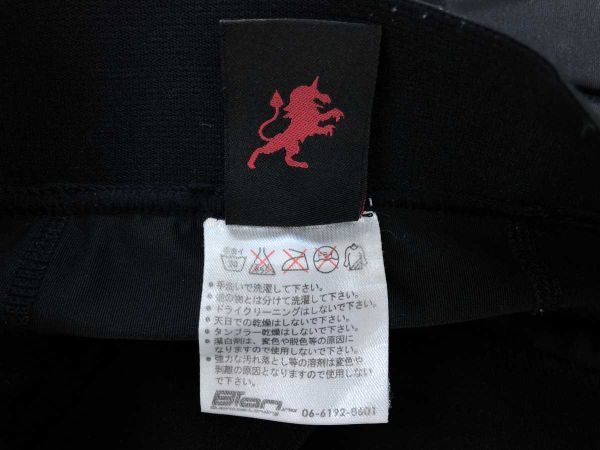 手洗イ
30
・手洗いで洗濯して下さい。
・他の物とは分けて洗濯して下さい。
・ドライクリーニングはしないで下さい。
・天日での乾燥はしないで下さい。
・タンブラー乾燥はしないで下さい。
・漂白剤は、変色や脱色等の原因に
なりますので使用しないで下さい。
・強力な汚れ落とし等の溶剤は変色や
剥離の原因となりますので使用しない
で下さい。
06-6192-8601